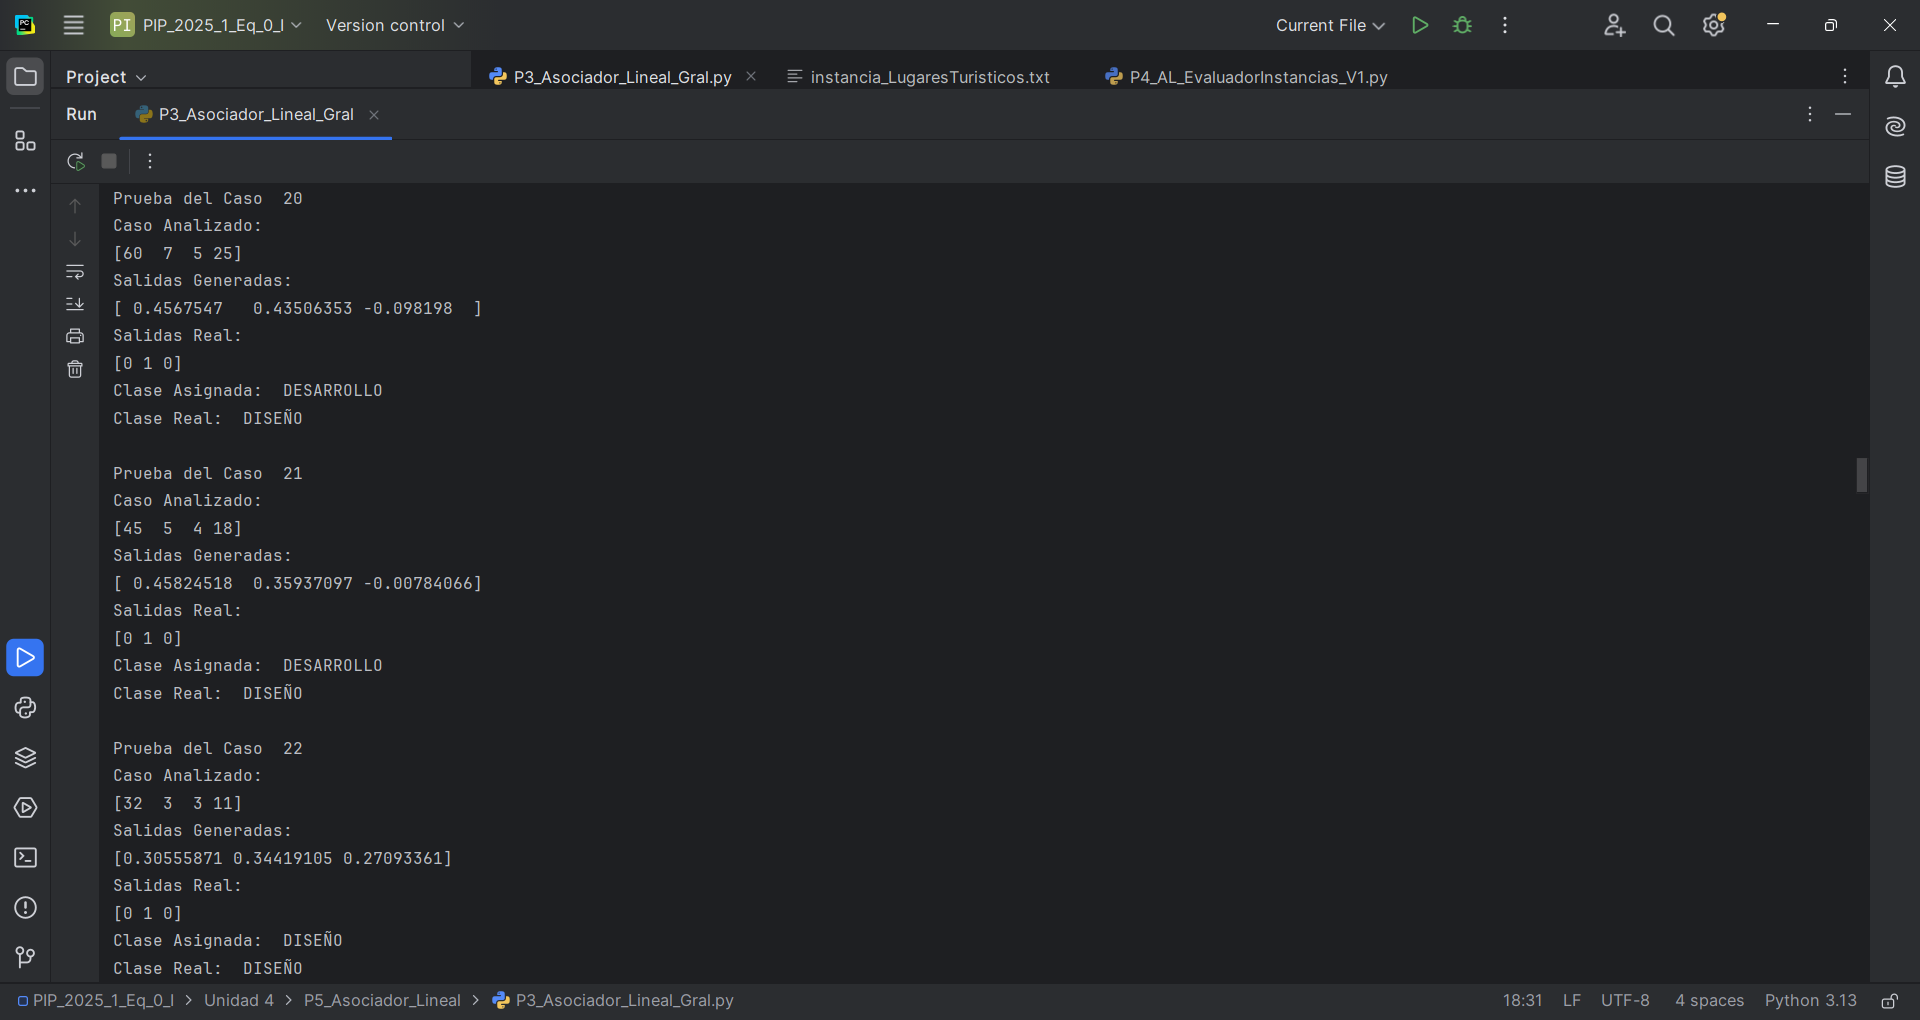 PC
PI PIP_2025_1_Eq_0_I Version control Current File
Project P3_Asociador_Lineal_Gral.py instancia_LugaresTuristicos.txt P4_AL_EvaluadorInstancias_V1.py
Run P3_Asociador_Lineal_Gral
Prueba del Caso  20
Caso Analizado:
[60  7  5 25]
Salidas Generadas:
[ 0.4567547   0.43506353 -0.098198  ]
Salidas Real:
[0 1 0]
Clase Asignada:  DESARROLLO
Clase Real:  DISEÑO
Prueba del Caso  21
Caso Analizado:
[45  5  4 18]
Salidas Generadas:
[ 0.45824518  0.35937097 -0.00784066]
Salidas Real:
[0 1 0]
Clase Asignada:  DESARROLLO
Clase Real:  DISEÑO
Prueba del Caso  22
Caso Analizado:
[32  3  3 11]
Salidas Generadas:
[0.30555871 0.34419105 0.27093361]
Salidas Real:
[0 1 0]
Clase Asignada:  DISEÑO
Clase Real:  DISEÑO
PIP_2025_1_Eq_0_I > Unidad 4 > P5_Asociador_Lineal > P3_Asociador_Lineal_Gral.py 18:31 LF UTF-8 4 spaces Python 3.13